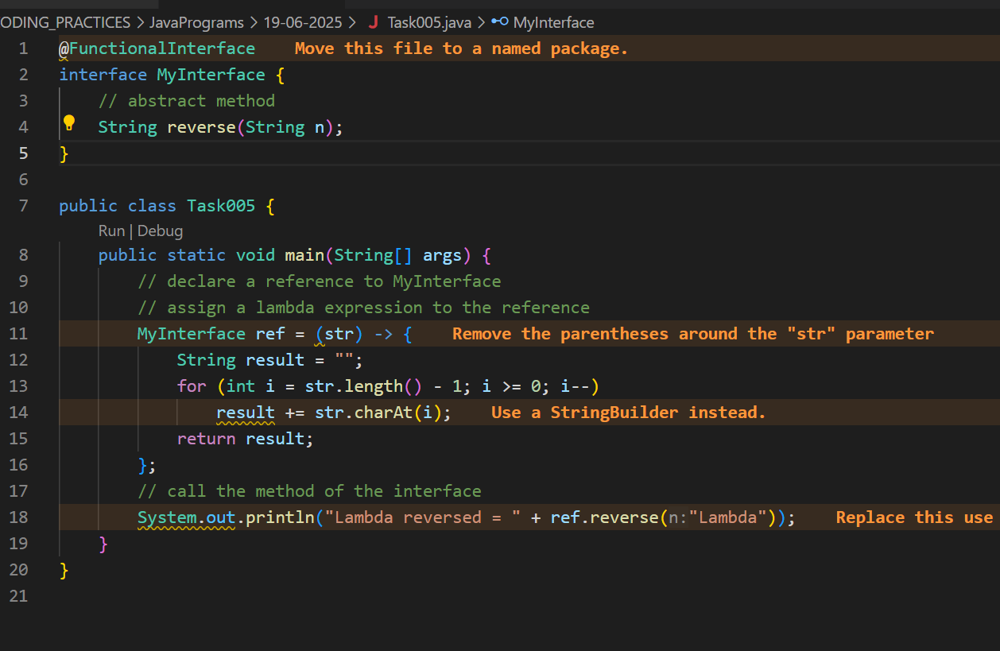 ODING_PRACTICES > JavaPrograms > 19-06-2025 > J Task005.java > MyInterface
1 @FunctionalInterface Move this file to a named package.
2 interface MyInterface {
3 // abstract method
4 String reverse(String n);
5 }
6
7 public class Task005 {
Run | Debug
8 public static void main(String[] args) {
9 // declare a reference to MyInterface
10 // assign a lambda expression to the reference
11 MyInterface ref = (str) -> { Remove the parentheses around the "str" parameter
12 String result = "";
13 for (int i = str.length() - 1; i >= 0; i--)
14 result += str.charAt(i); Use a StringBuilder instead.
15 return result;
16 };
17 // call the method of the interface
18 System.out.println("Lambda reversed = " + ref.reverse(n:"Lambda")); Replace this use
19 }
20 }
21